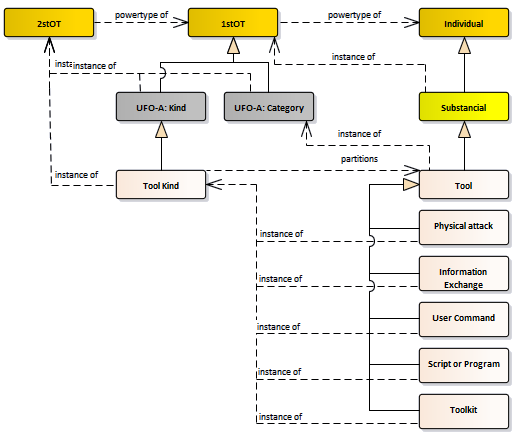 powertype of
powertype of
2stOT
1stOT
Individual
instance of
instance of
instance of
UFO-A: Kind
UFO-A: Category
Substancial
instance of
partitions
instance of
Tool Kind
Tool
Physical attack
instance of
Information
Exchange
instance of
User Command
instance of
Script or Program
instance of
Toolkit
instance of